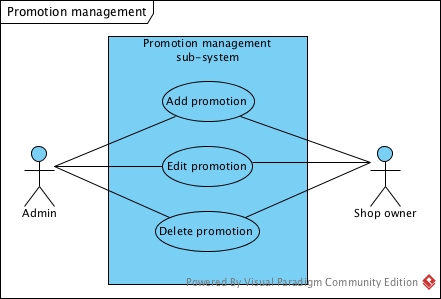 Promotion management
Promotion management
sub-system
Add promotion
Edit promotion
Admin
Shop owner
Delete promotion
Powered By Visual Paradigm Community Edition